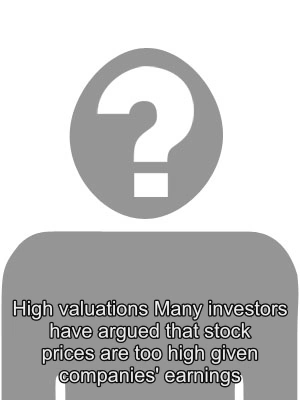 High valuations Many investors
have argued that stock
prices are too high given
companies' earnings